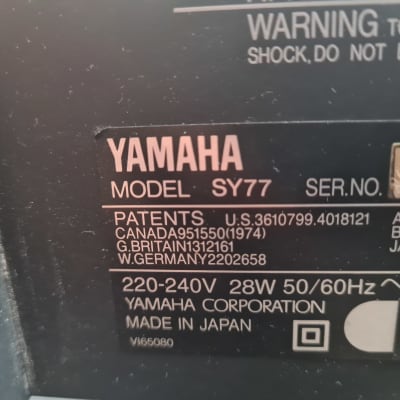 WARNING
SHOCK, DO NOT
YAMAHA
MODEL SY77 SER.NO.
PATENTS U.S.3610799.4018121
CANADA951550(1974)
G.BRITAIN1312161
W.GERMANY2202658
220-240V 28W 50/60Hz ~
YAMAHA CORPORATION
MADE IN JAPAN
VI65080